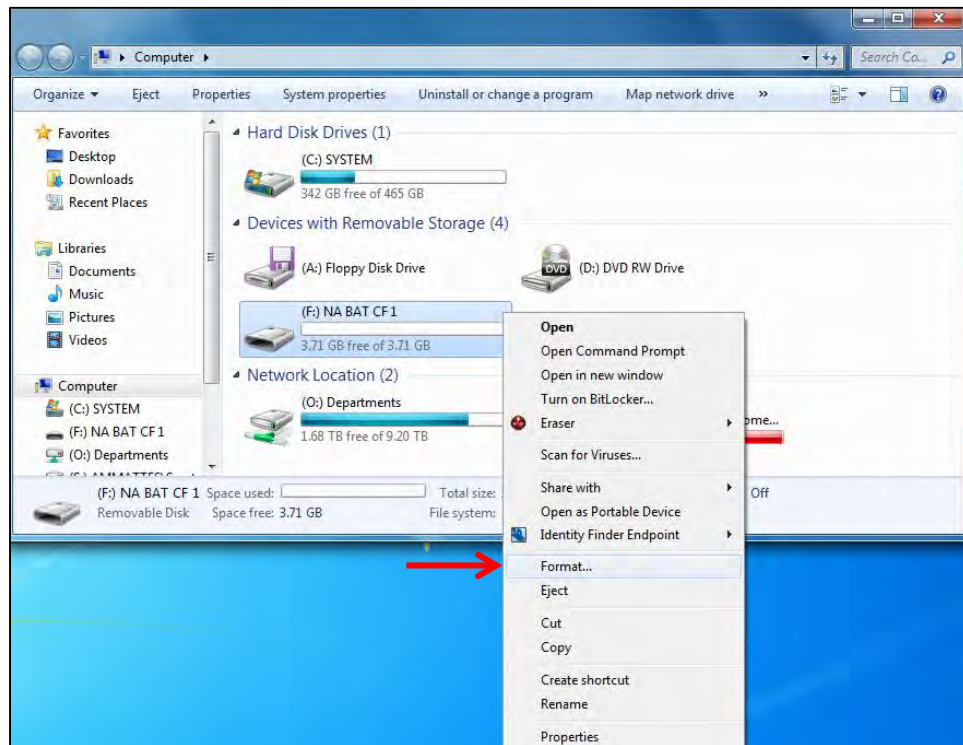 Computer
Search Co...
Organize Eject Properties System properties Uninstall or change a program Map network drive »
Favorites
Desktop
Downloads
Recent Places
Libraries
Documents
Music
Pictures
Videos
Computer
(C:) SYSTEM
(F:) NA BAT CF 1
(O:) Departments
Hard Disk Drives (1)
(C:) SYSTEM
342 GB free of 465 GB
Devices with Removable Storage (4)
(A:) Floppy Disk Drive
DVD
(D:) DVD RW Drive
(F:) NA BAT CF 1
3.71 GB free of 3.71 GB
Network Location (2)
(O:) Departments
1.68 TB free of 9.20 TB
ome...
(F:) NA BAT CF 1 Space used: Total size: Off
Removable Disk Space free: 3.71 GB File system:
Open
Open Command Prompt
Open in new window
Turn on BitLocker...
Eraser
Scan for Viruses...
Share with
Open as Portable Device
Identity Finder Endpoint
Format...
Eject
Cut
Copy
Create shortcut
Rename
Properties